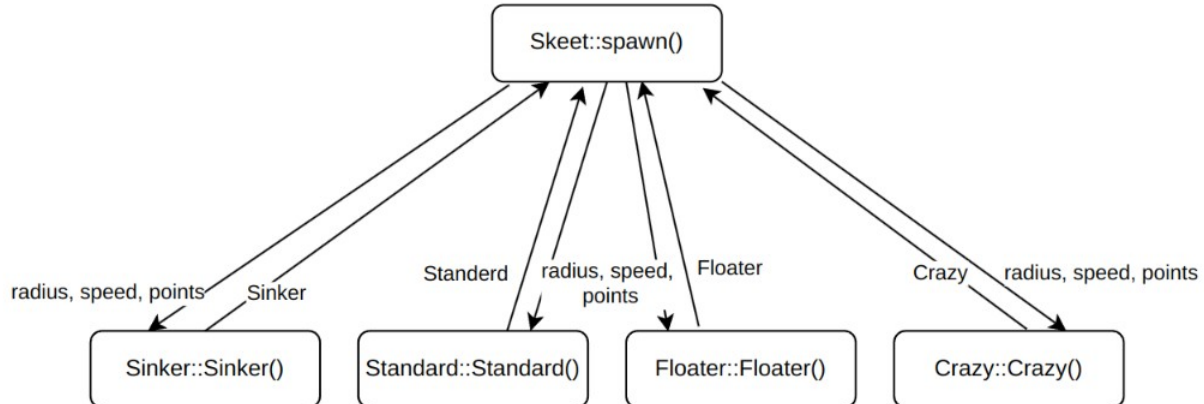 Skeet::spawn()
Standerd
radius, speed,
points
Floater
Crazy
radius, speed, points
radius, speed, points
Sinker
Sinker::Sinker()
Standard::Standard()
Floater::Floater()
Crazy::Crazy()